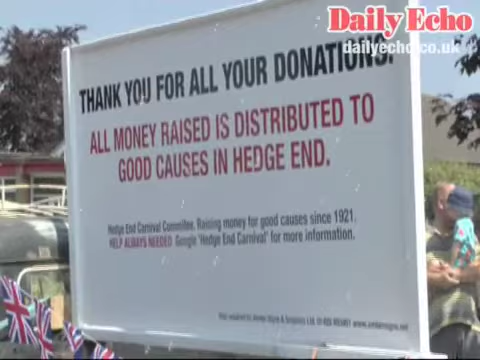 Daily Echo
dailyecho.co.uk
THANK YOU FOR ALL YOUR DONATIONS.
ALL MONEY RAISED IS DISTRIBUTED TO
GOOD CAUSES IN HEDGE END.
Hedge End Carnival Committee. Raising money for good causes since 1921.
HELP ALWAYS NEEDED Google 'Hedge End Carnival' for more information.